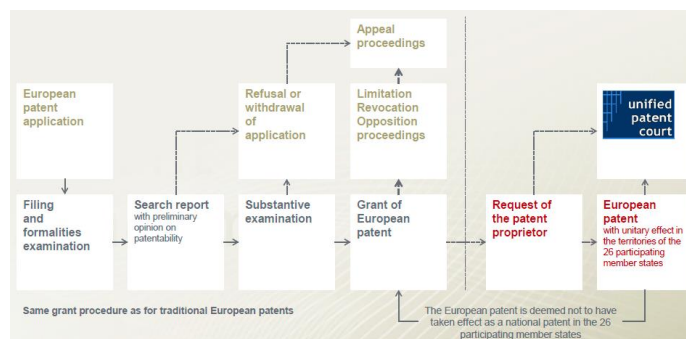 Appeal
proceedings
European
patent
application
Refusal or
withdrawal
of
application
Limitation
Revocation
Opposition
proceedings
unified
patent
court
Filing
and
formalities
examination
Search report
with preliminary
opinion on
patentability
Substantive
examination
Grant of
European
patent
Request of
the patent
proprietor
European
patent
with unitary effect in
the territories of the
26 participating
member states
Same grant procedure as for traditional European patents
The European patent is deemed not to have
taken effect as a national patent in the 26
participating member states